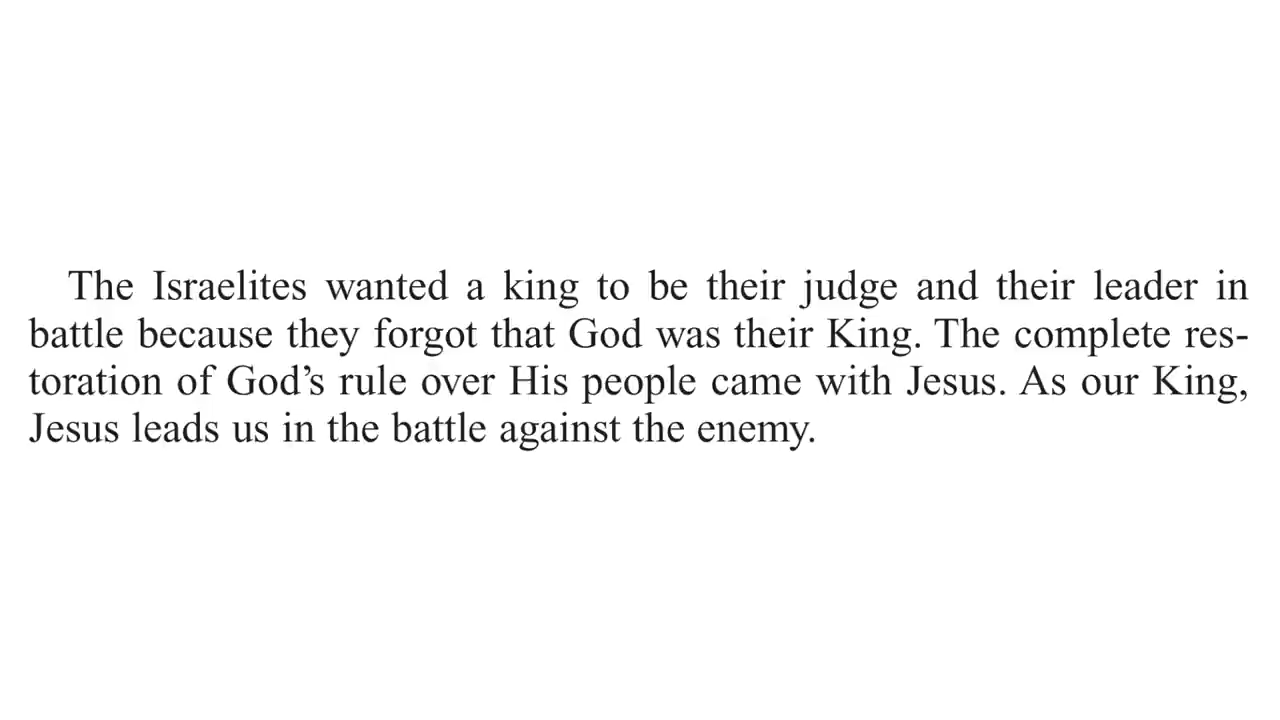 The Israelites wanted a king to be their judge and their leader in
battle because they forgot that God was their King. The complete res-
toration of God’s rule over His people came with Jesus. As our King,
Jesus leads us in the battle against the enemy.